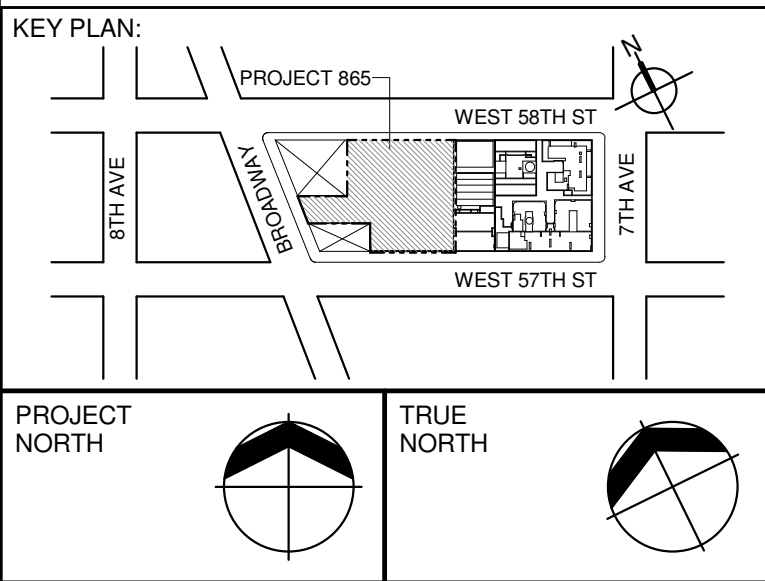 KEY PLAN:
PROJECT 865
N
WEST 58TH ST
8TH AVE
BROADWAY
7TH AVE
WEST 57TH ST
PROJECT
NORTH
TRUE
NORTH